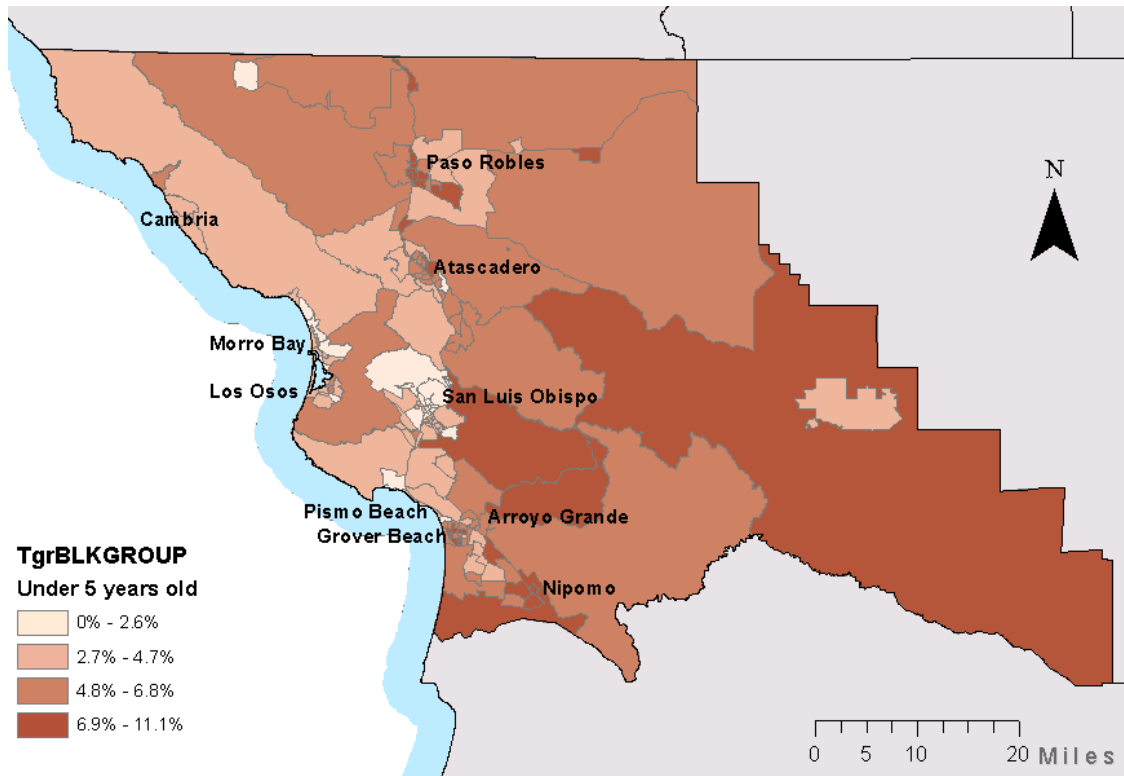 Paso Robles
N
Cambria
Atascadero
Morro Bay
Los Osos
San Luis Obispo
Pismo Beach
Arroyo Grande
Grover Beach
Nipomo
TgrBLKGROUP
Under 5 years old
0% - 2.6%
2.7% - 4.7%
4.8% - 6.8%
6.9% - 11.1%
0 5 10 20 Miles